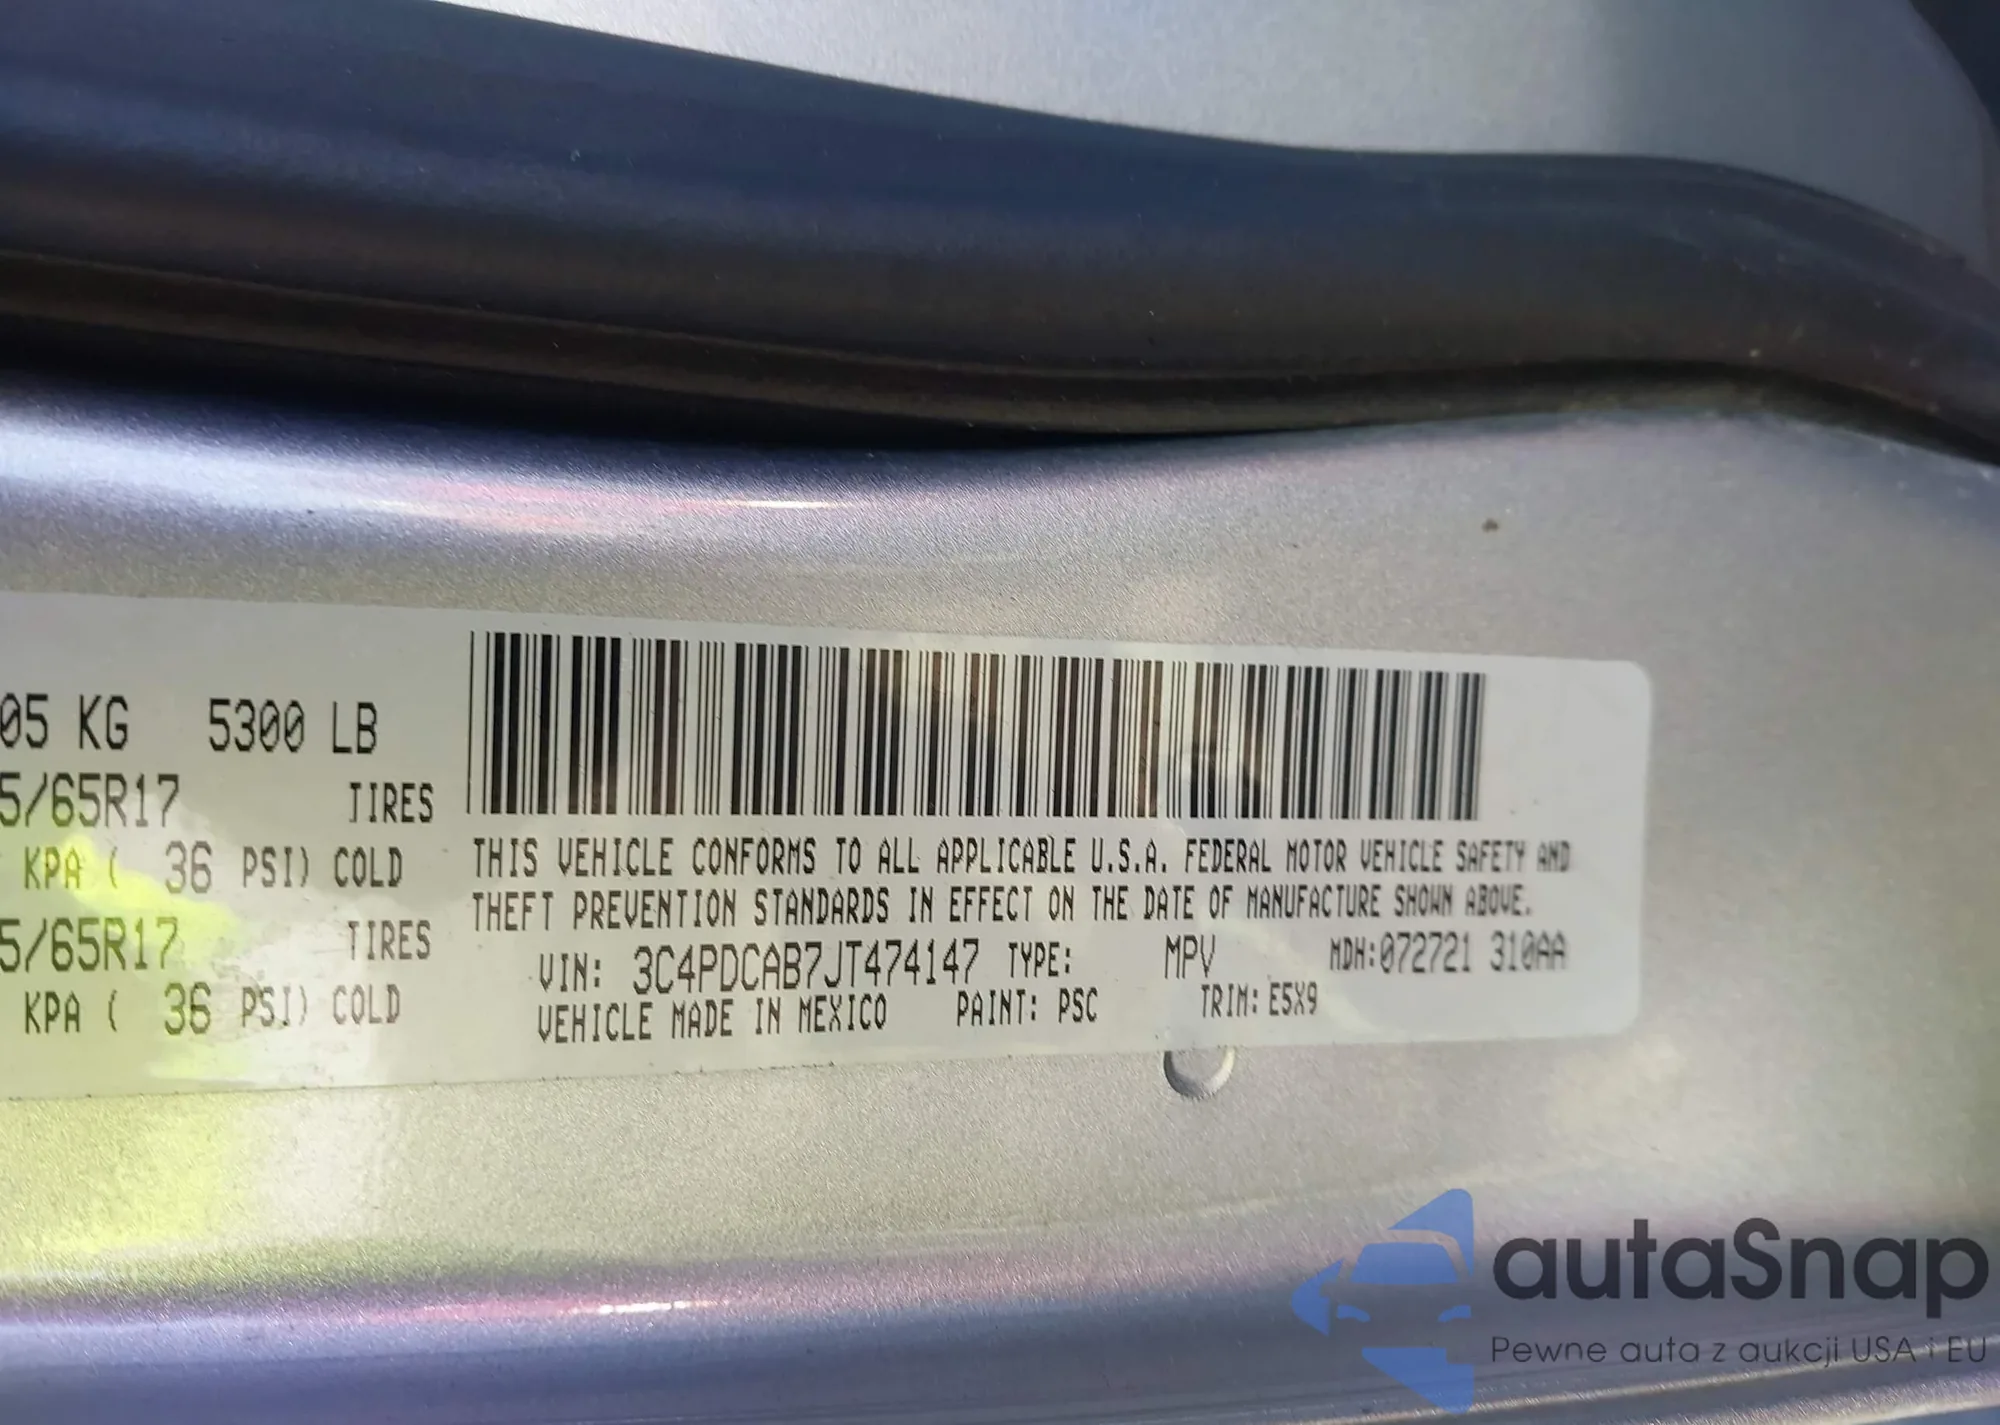 05 KG 5300 LB
5/65R17 TIRES
KPA ( 36 PSI) COLD
5/65R17 TIRES
KPA ( 36 PSI) COLD
THIS VEHICLE CONFORMS TO ALL APPLICABLE U.S.A. FEDERAL MOTOR VEHICLE SAFETY AND
THEFT PREVENTION STANDARDS IN EFFECT ON THE DATE OF MANUFACTURE SHOWN ABOVE.
VIN: 3C4PDCAB7JT474147 TYPE: MPV MDH:072721 310AA
VEHICLE MADE IN MEXICO PAINT: PSC TRIM: E5X9
autaSnap
Pewne auta z aukcji USA i EU